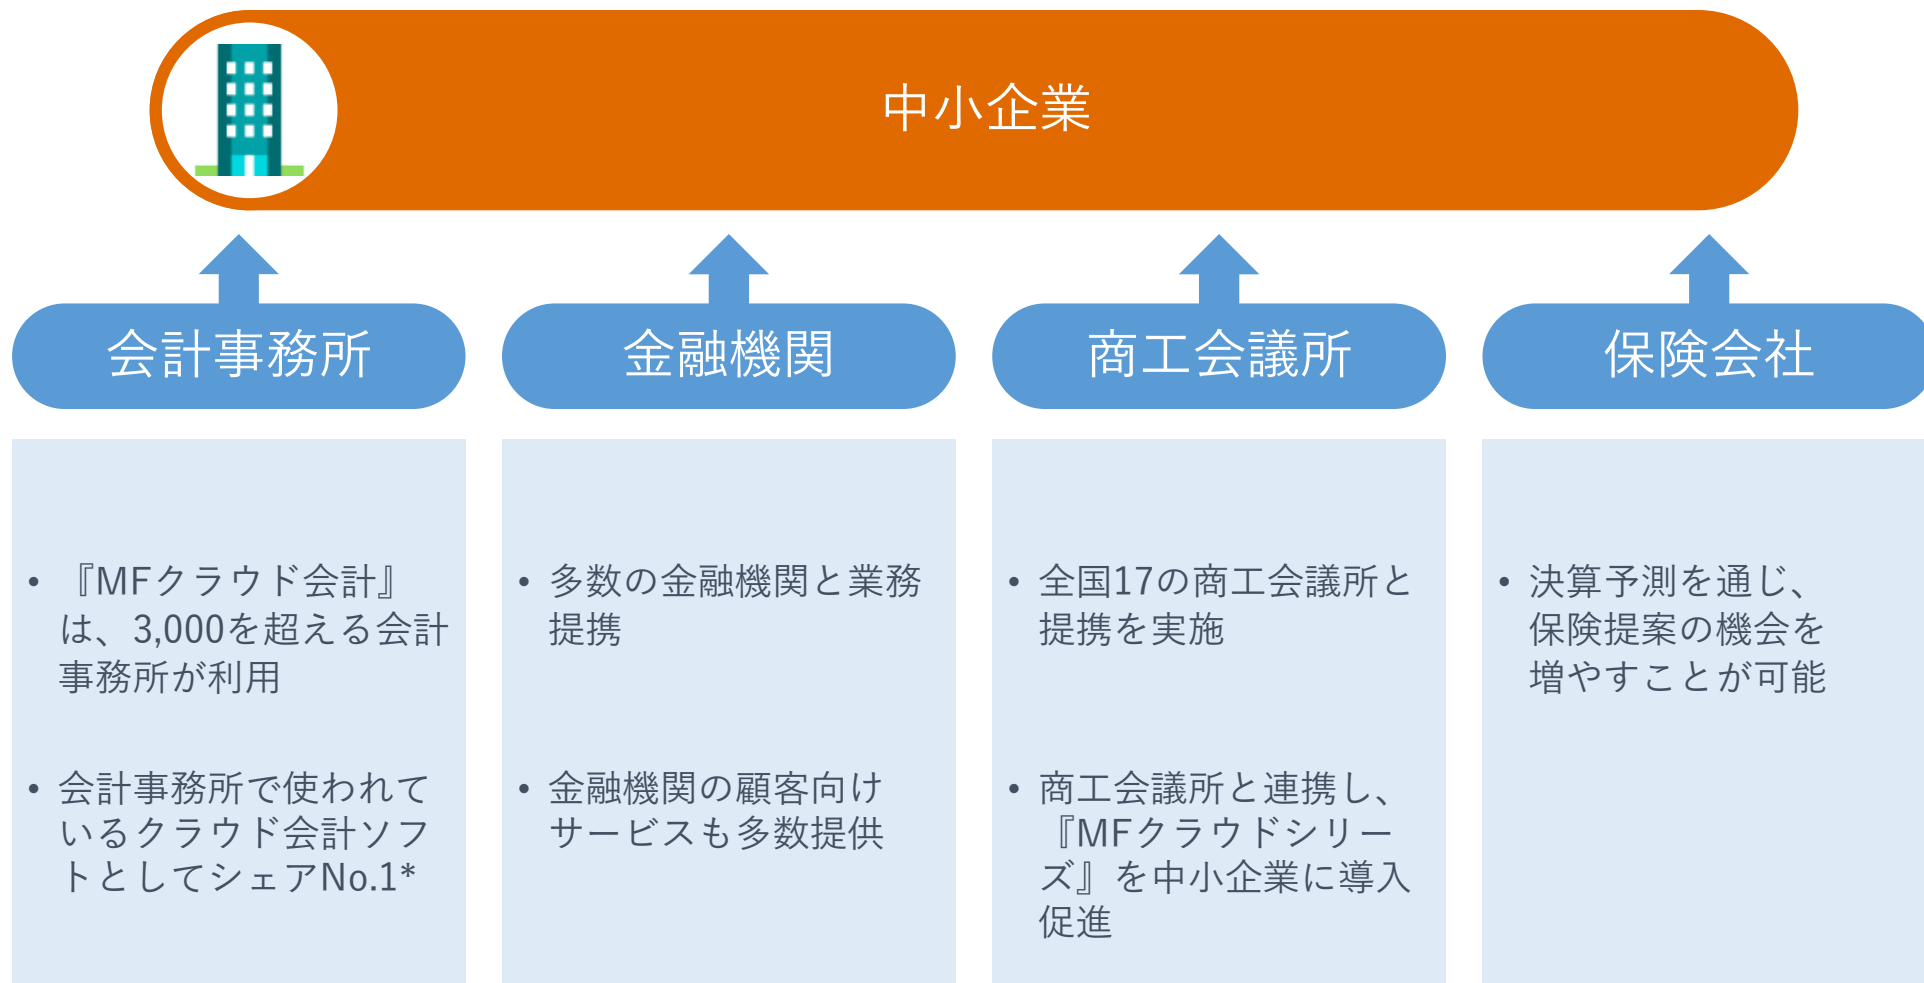 中小企業
会計事務所
金融機関
商工会議所
保険会社
• 『MFクラウド会計』
は、3,000を超える会計
事務所が利用
• 会計事務所で使われて
いるクラウド会計ソフ
トとしてシェアNo.1*
• 多数の金融機関と業務
提携
• 金融機関の顧客向け
サービスも多数提供
• 全国17の商工会議所と
提携を実施
• 商工会議所と連携し、
『MFクラウドシリー
ズ』を中小企業に導入
促進
• 決算予測を通じ、
保険提案の機会を
増やすことが可能